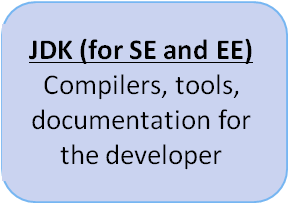 JDK (for SE and EE)
Compilers, tools,
documentation for
the developer